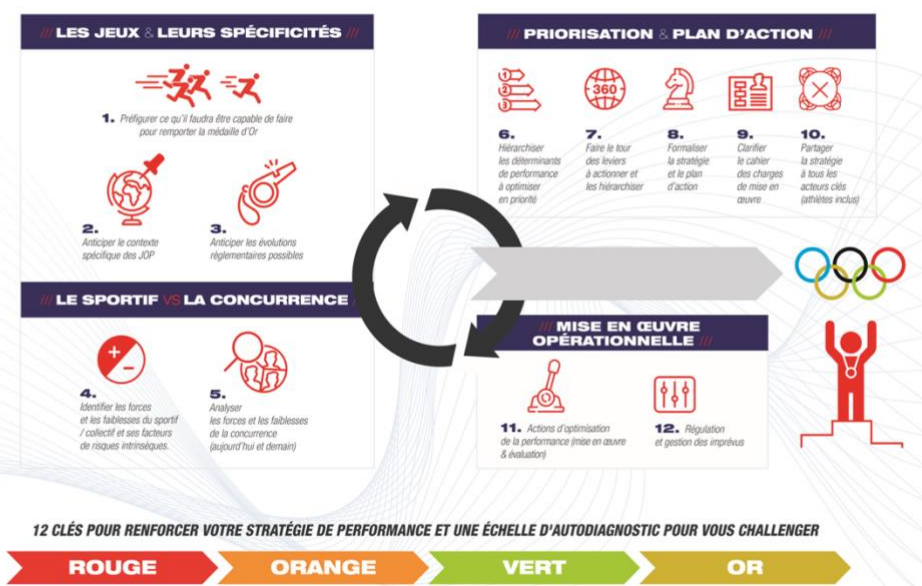 /// LES JEUX & LEURS SPÉCIFICITÉS ///
1. Préfigurer ce qu'il faudra être capable de faire
pour remporter la médaille d'Or
2.
Anticiper le contexte
spécifique des JOP
3.
Anticiper les évolutions
règlementaires possibles
/// LE SPORTIF VS LA CONCURRENCE /
4.
Identifier les forces
et les faiblesses du sportif
/ collectif et ses facteurs
de risques intrinsèques.
5.
Analyser
les forces et les faiblesses
de la concurrence
(aujourd'hui et demain)
/// PRIORISATION & PLAN D'ACTION ///
1
2
3
360
6.
Hiérarchiser
les déterminants
de performance
à optimiser
en priorité
7.
Faire le tour
des leviers
à actionner et
les hiérarchiser
8.
Formaliser
la stratégie
et le plan
d'action
9.
Clarifier
le cahier
des charges
de mise en
œuvre
10.
Partager
la stratégie
à tous les
acteurs clés
(athlètes inclus)
/// MISE EN ŒUVRE
OPÉRATIONNELLE ///
11. Actions d'optimisation
de la performance (mise en œuvre
& évaluation)
12. Régulation
et gestion des imprévus
12 CLÉS POUR RENFORCER VOTRE STRATÉGIE DE PERFORMANCE ET UNE ÉCHELLE D'AUTODIAGNOSTIC POUR VOUS CHALLENGER
ROUGE
ORANGE
VERT
OR